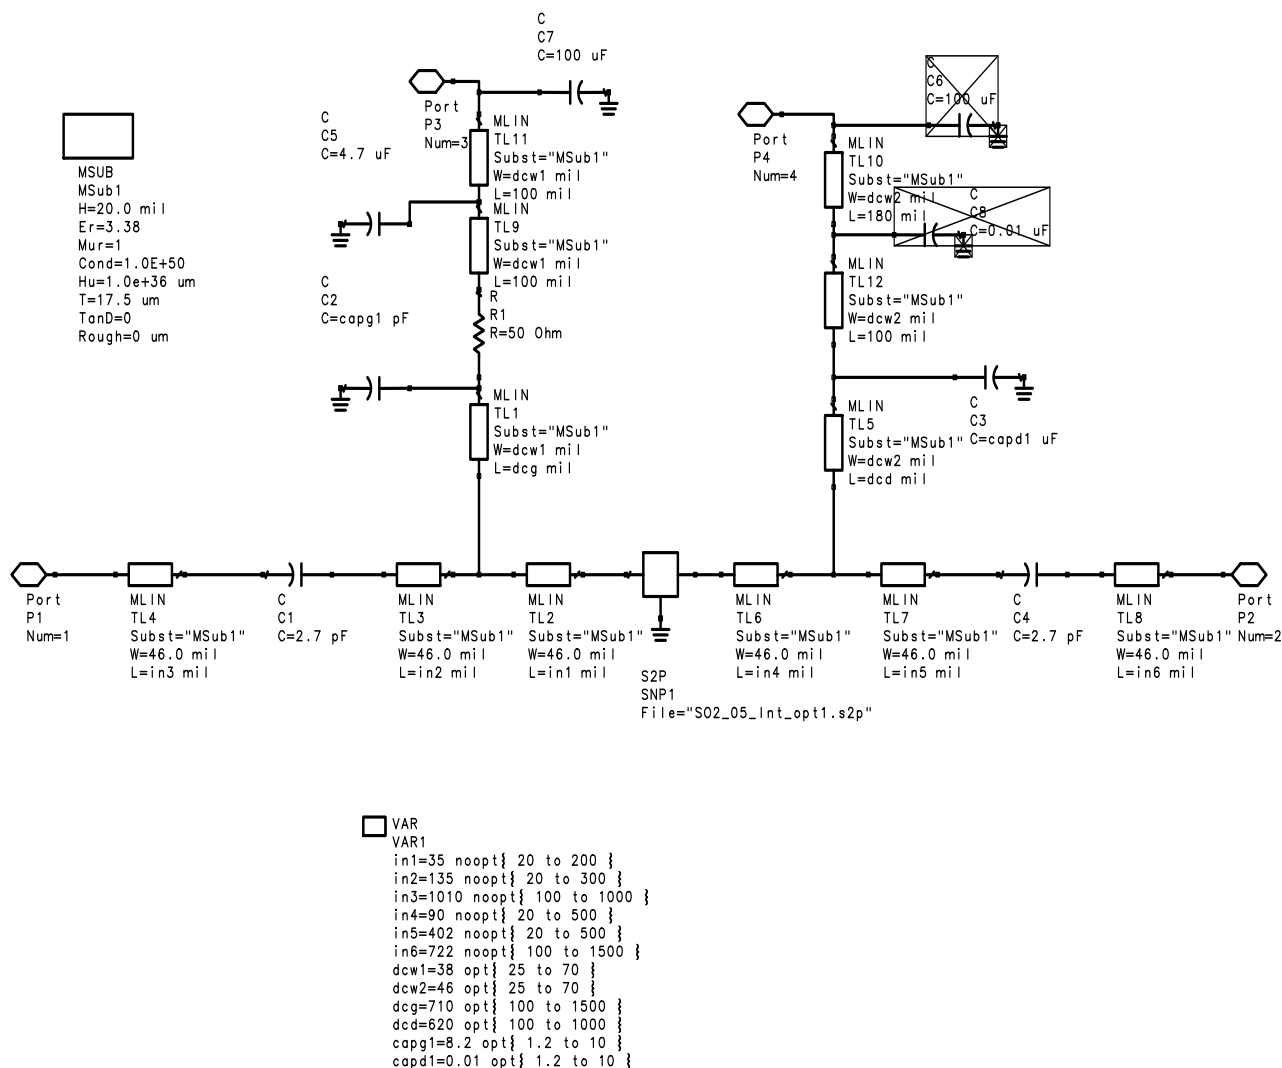 C
C7
C=100 uF
Port
P3
Num=3
C
C5
C=4.7 uF
MLIN
TL11
Subst="MSub1"
W=dcw1 mil
L=100 mil
MSUB
MSub1
H=20.0 mil
Er=3.38
Mur=1
Cond=1.0E+50
Hu=1.0e+36 um
T=17.5 um
TanD=0
Rough=0 um
MLIN
TL9
Subst="MSub1"
W=dcw1 mil
L=100 mil
C
C2
C=capg1 pF
R
R1
R=50 Ohm
MLIN
TL1
Subst="MSub1"
W=dcw1 mil
L=dcg mil
C
C6
C=100 uF
Port
P4
Num=4
MLIN
TL10
Subst="MSub1"
W=dcw2 mil
L=180 mil
C
C8
C=0.01 uF
MLIN
TL12
Subst="MSub1"
W=dcw2 mil
L=100 mil
MLIN
TL5
Subst="MSub1"
W=dcw2 mil
L=dcd mil
C
C3
C=capd1 uF
Port
P1
Num=1
MLIN
TL4
Subst="MSub1"
W=46.0 mil
L=in3 mil
C
C1
C=2.7 pF
MLIN
TL3
Subst="MSub1"
W=46.0 mil
L=in2 mil
MLIN
TL2
Subst="MSub1"
W=46.0 mil
L=in1 mil
S2P
SNP1
File="S02_05_Int_opt1.s2p"
MLIN
TL6
Subst="MSub1"
W=46.0 mil
L=in4 mil
MLIN
TL7
Subst="MSub1"
W=46.0 mil
L=in5 mil
C
C4
C=2.7 pF
MLIN
TL8
Subst="MSub1"
W=46.0 mil
L=in6 mil
Port
P2
Num=2
VAR
VAR1
in1=35 noopt{ 20 to 200 }
in2=135 noopt{ 20 to 300 }
in3=1010 noopt{ 100 to 1000 }
in4=90 noopt{ 20 to 500 }
in5=402 noopt{ 20 to 500 }
in6=722 noopt{ 100 to 1500 }
dcw1=38 opt{ 25 to 70 }
dcw2=46 opt{ 25 to 70 }
dcg=710 opt{ 100 to 1500 }
dcd=620 opt{ 100 to 1000 }
capg1=8.2 opt{ 1.2 to 10 }
capd1=0.01 opt{ 1.2 to 10 }